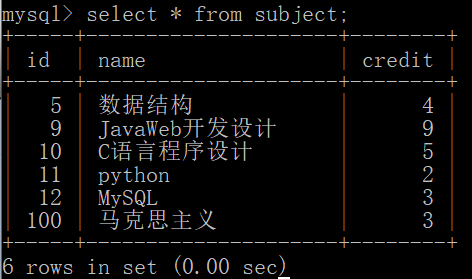 mysql> select * from subject;
+-----+--------------------+--------+
| id | name | credit |
+-----+--------------------+--------+
| 5 | 数据结构 | 4 |
| 9 | JavaWeb开发设计 | 9 |
| 10 | C语言程序设计 | 5 |
| 11 | python | 2 |
| 12 | MySQL | 3 |
| 100 | 马克思主义 | 3 |
+-----+--------------------+--------+
6 rows in set (0.00 sec)